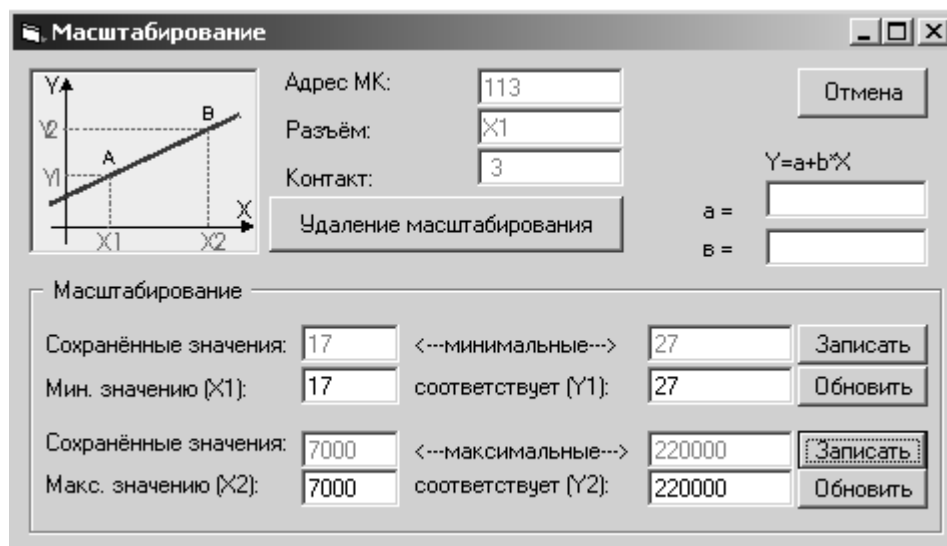 Масштабирование
Y
Y2
Y1
A
B
X
X1
X2
Адрес МК: 113
Разъём: X1
Контакт: 3
Удаление масштабирования
Отмена
Y=a+b*X
a =
в =
Масштабирование
Сохранённые значения: 17 <---минимальные---> 27 Записать
Мин. значению (X1): 17 соответствует (Y1): 27 Обновить
Сохранённые значения: 7000 <---максимальные---> 220000 Записать
Макс. значению (X2): 7000 соответствует (Y2): 220000 Обновить